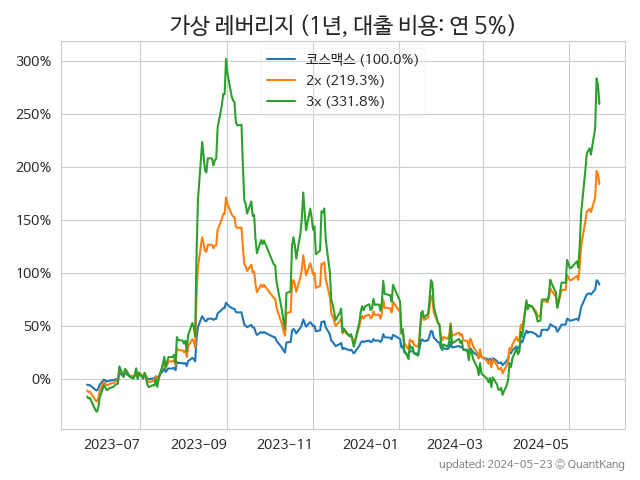 가상 레버리지 (1년, 대출 비용: 연 5%)
300%
250%
200%
150%
100%
50%
0%
코스맥스 (100.0%)
2x (219.3%)
3x (331.8%)
2023-07
2023-09
2023-11
2024-01
2024-03
2024-05
updated: 2024-05-23 © QuantKang